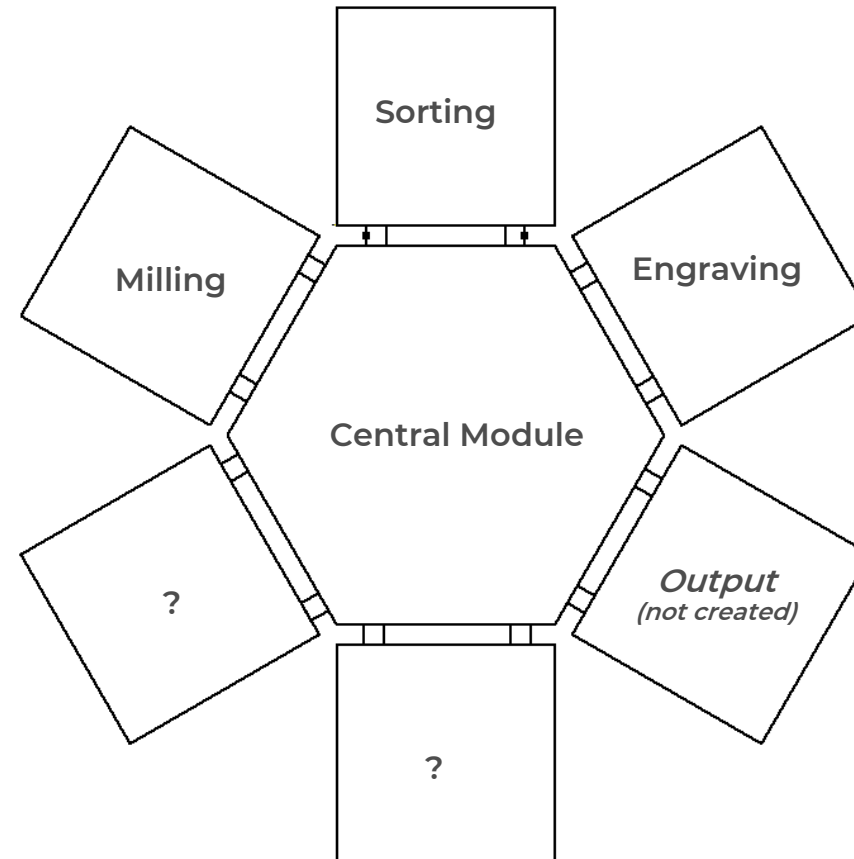 Sorting
Milling
Engraving
Central Module
?
Output
(not created)
?